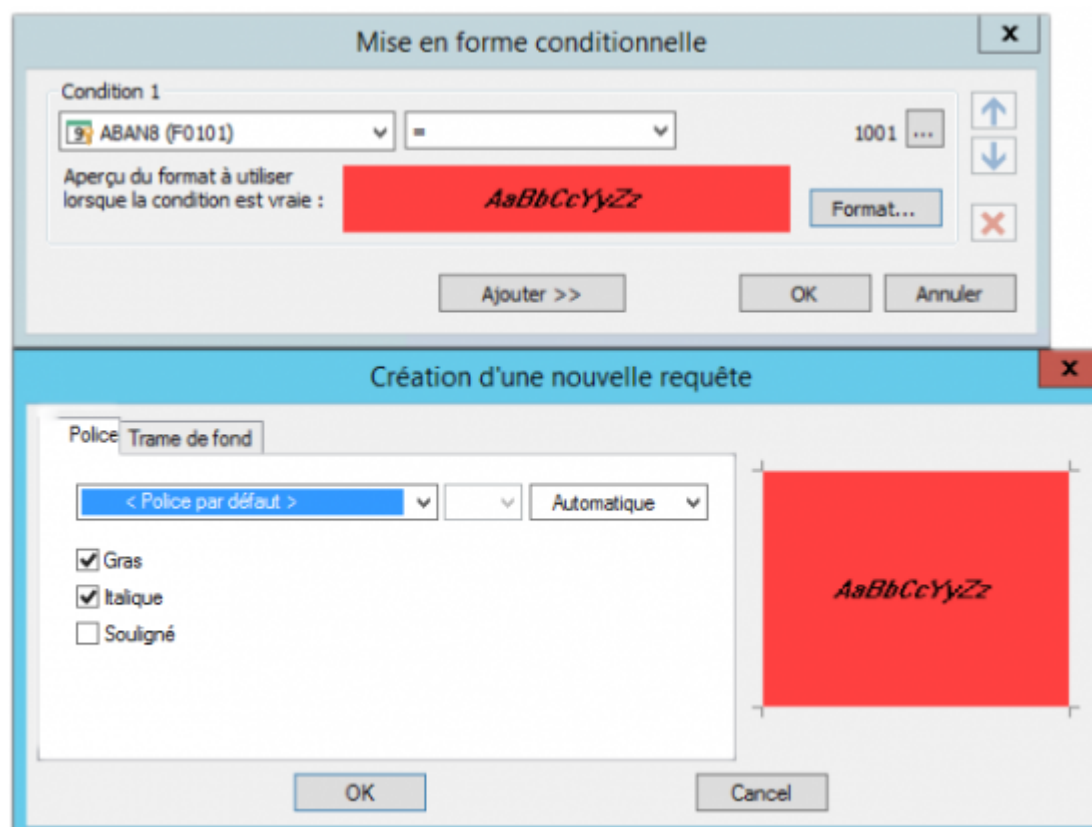 Mise en forme conditionnelle
x
Condition 1
9 ABAN8 (F0101)
=
1001 ...
Aperçu du format à utiliser
lorsque la condition est vraie :
AaBbCcYyZz
Format...
Ajouter >>
OK
Annuler
Création d'une nouvelle requête
x
Police
Trame de fond
< Police par défaut >
Automatique
Gras
Italique
Souligné
AaBbCcYyZz
OK
Cancel